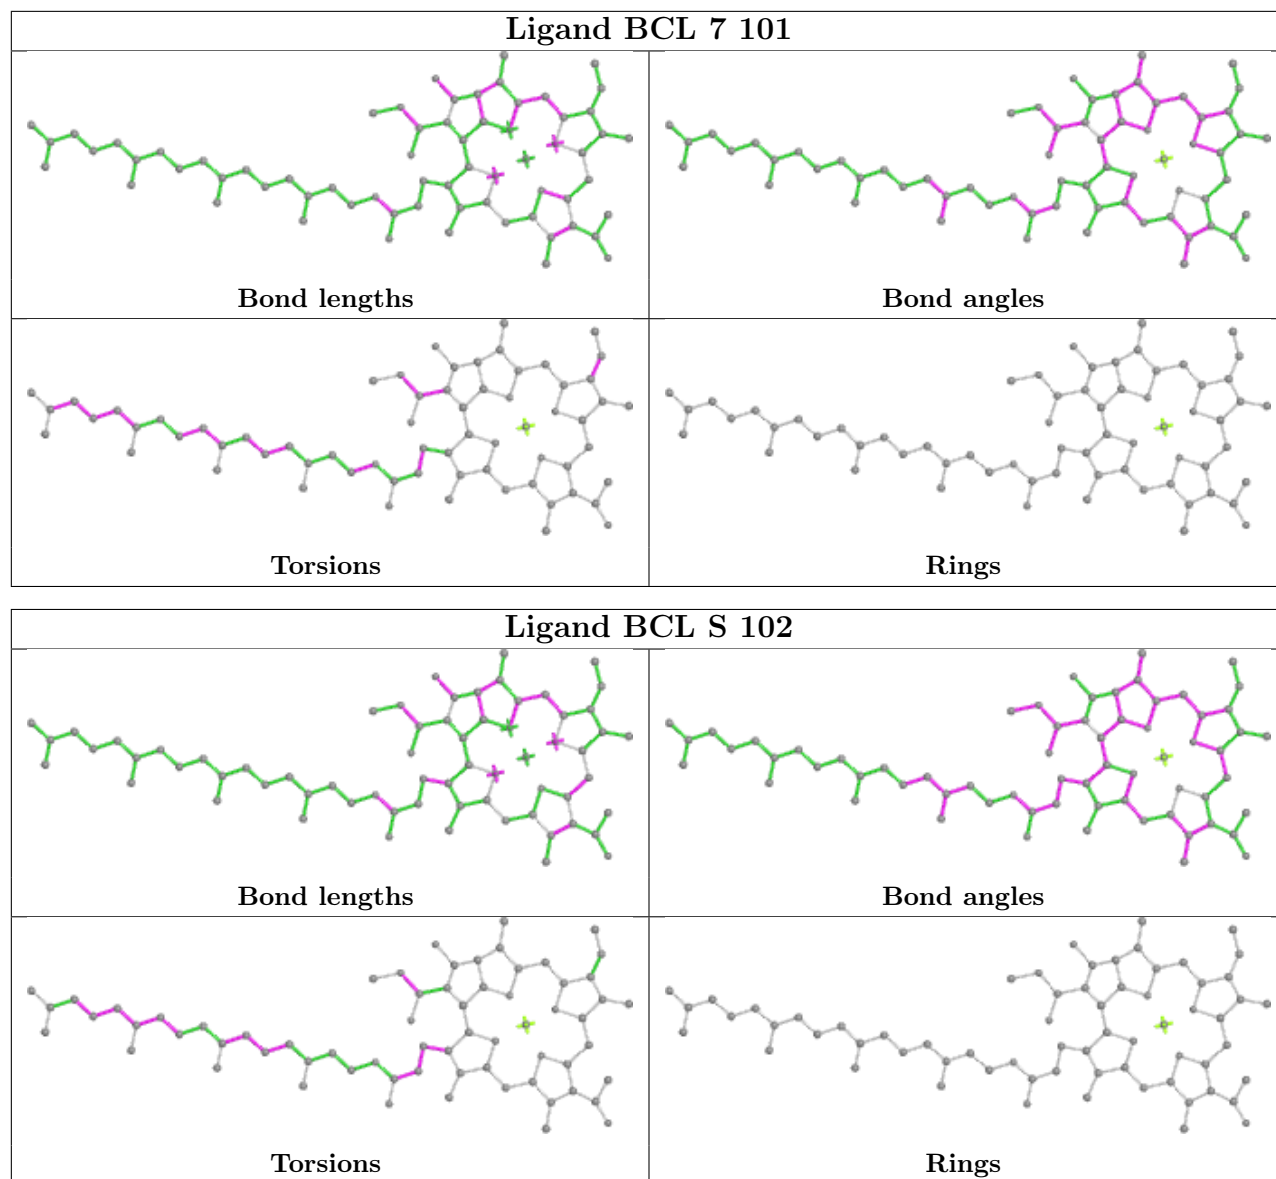 Ligand BCL 7 101
Bond lengths
Bond angles
Torsions
Rings
Ligand BCL S 102
Bond lengths
Bond angles
Torsions
Rings